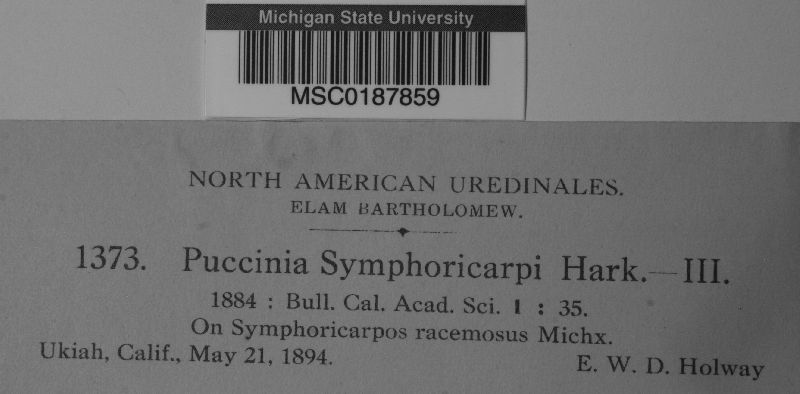 Michigan State University
MSC0187859
NORTH AMERICAN UREDINALES.
ELAM BARTHOLOMEW.
1373. Puccinia Symphoricarpi Hark.—III.
1884 : Bull. Cal. Acad. Sci. 1 : 35.
On Symphoricarpos racemosus Michx.
Ukiah, Calif., May 21, 1894. E. W. D. Holway